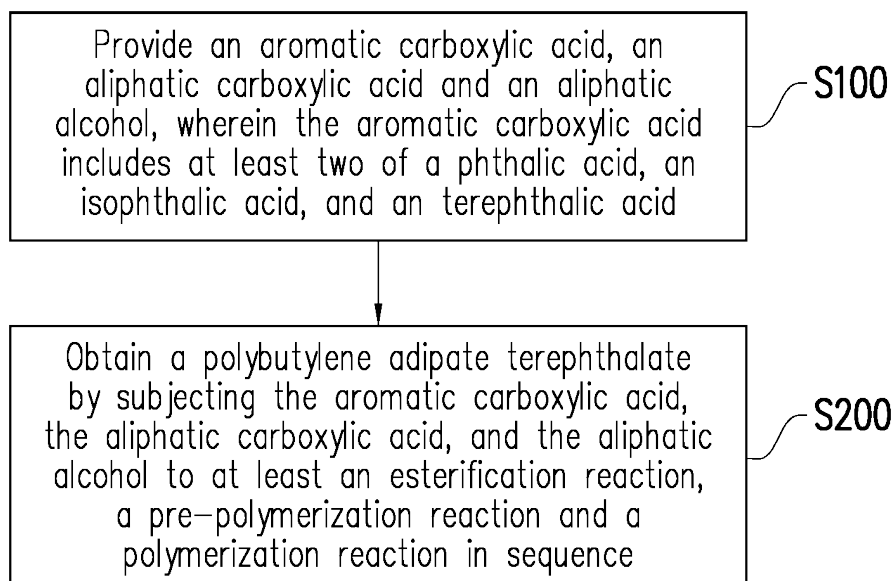 Provide an aromatic carboxylic acid, an
aliphatic carboxylic acid and an aliphatic
alcohol, wherein the aromatic carboxylic acid
includes at least two of a phthalic acid, an
isophthalic acid, and an terephthalic acid
S100
Obtain a polybutylene adipate terephthalate
by subjecting the aromatic carboxylic acid,
the aliphatic carboxylic acid, and the aliphatic
alcohol to at least an esterification reaction,
a pre-polymerization reaction and a
polymerization reaction in sequence
S200